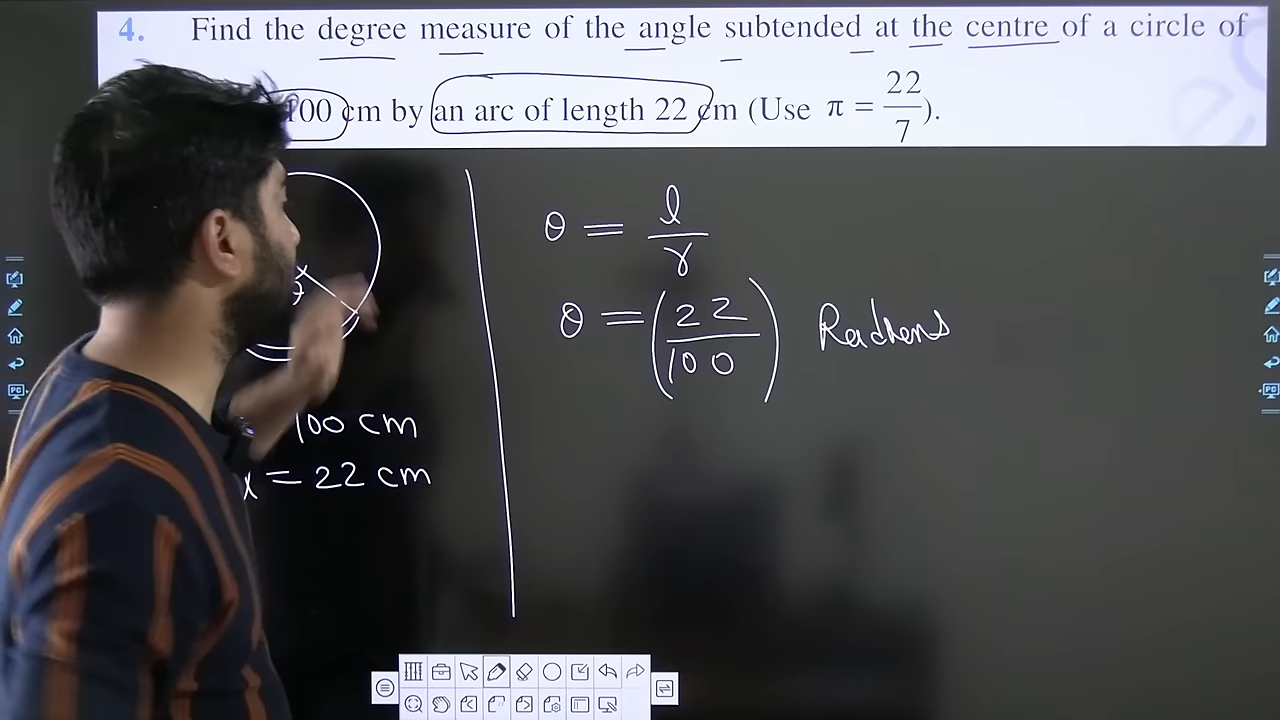 4. Find the degree measure of the angle subtended at the centre of a circle of
100 cm by an arc of length 22 cm (Use π = 22/7).
θ = l/r
θ = (22/100) Radians
100 cm
= 22 cm